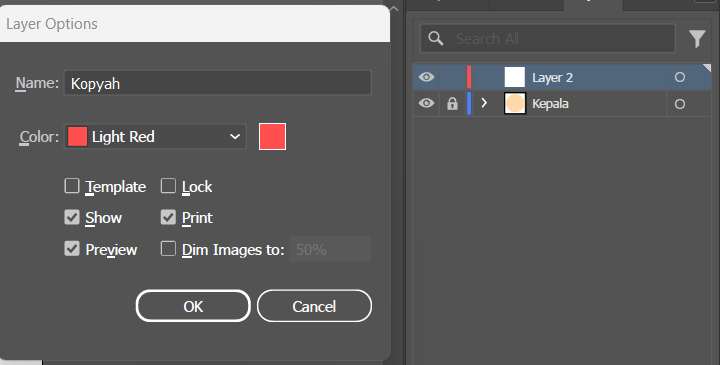 Layer Options
Name: Kopyah
Color: Light Red
Template Lock
Show Print
Preview Dim Images to: 50%
OK Cancel
Search All
Layer 2
Kepala